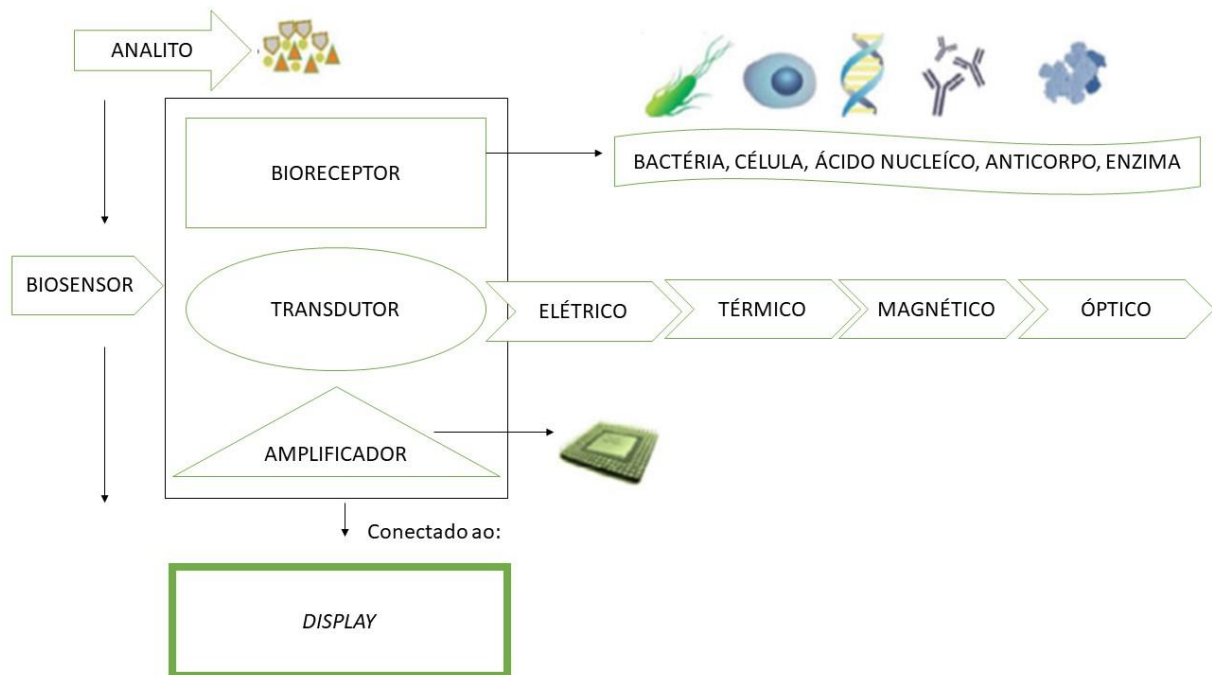 ANALITO
BIORECEPTOR
BACTÉRIA, CÉLULA, ÁCIDO NUCLEÍCO, ANTICORPO, ENZIMA
BIOSENSOR
TRANSDUTOR
ELÉTRICO
TÉRMICO
MAGNÉTICO
ÓPTICO
AMPLIFICADOR
Conectado ao:
DISPLAY